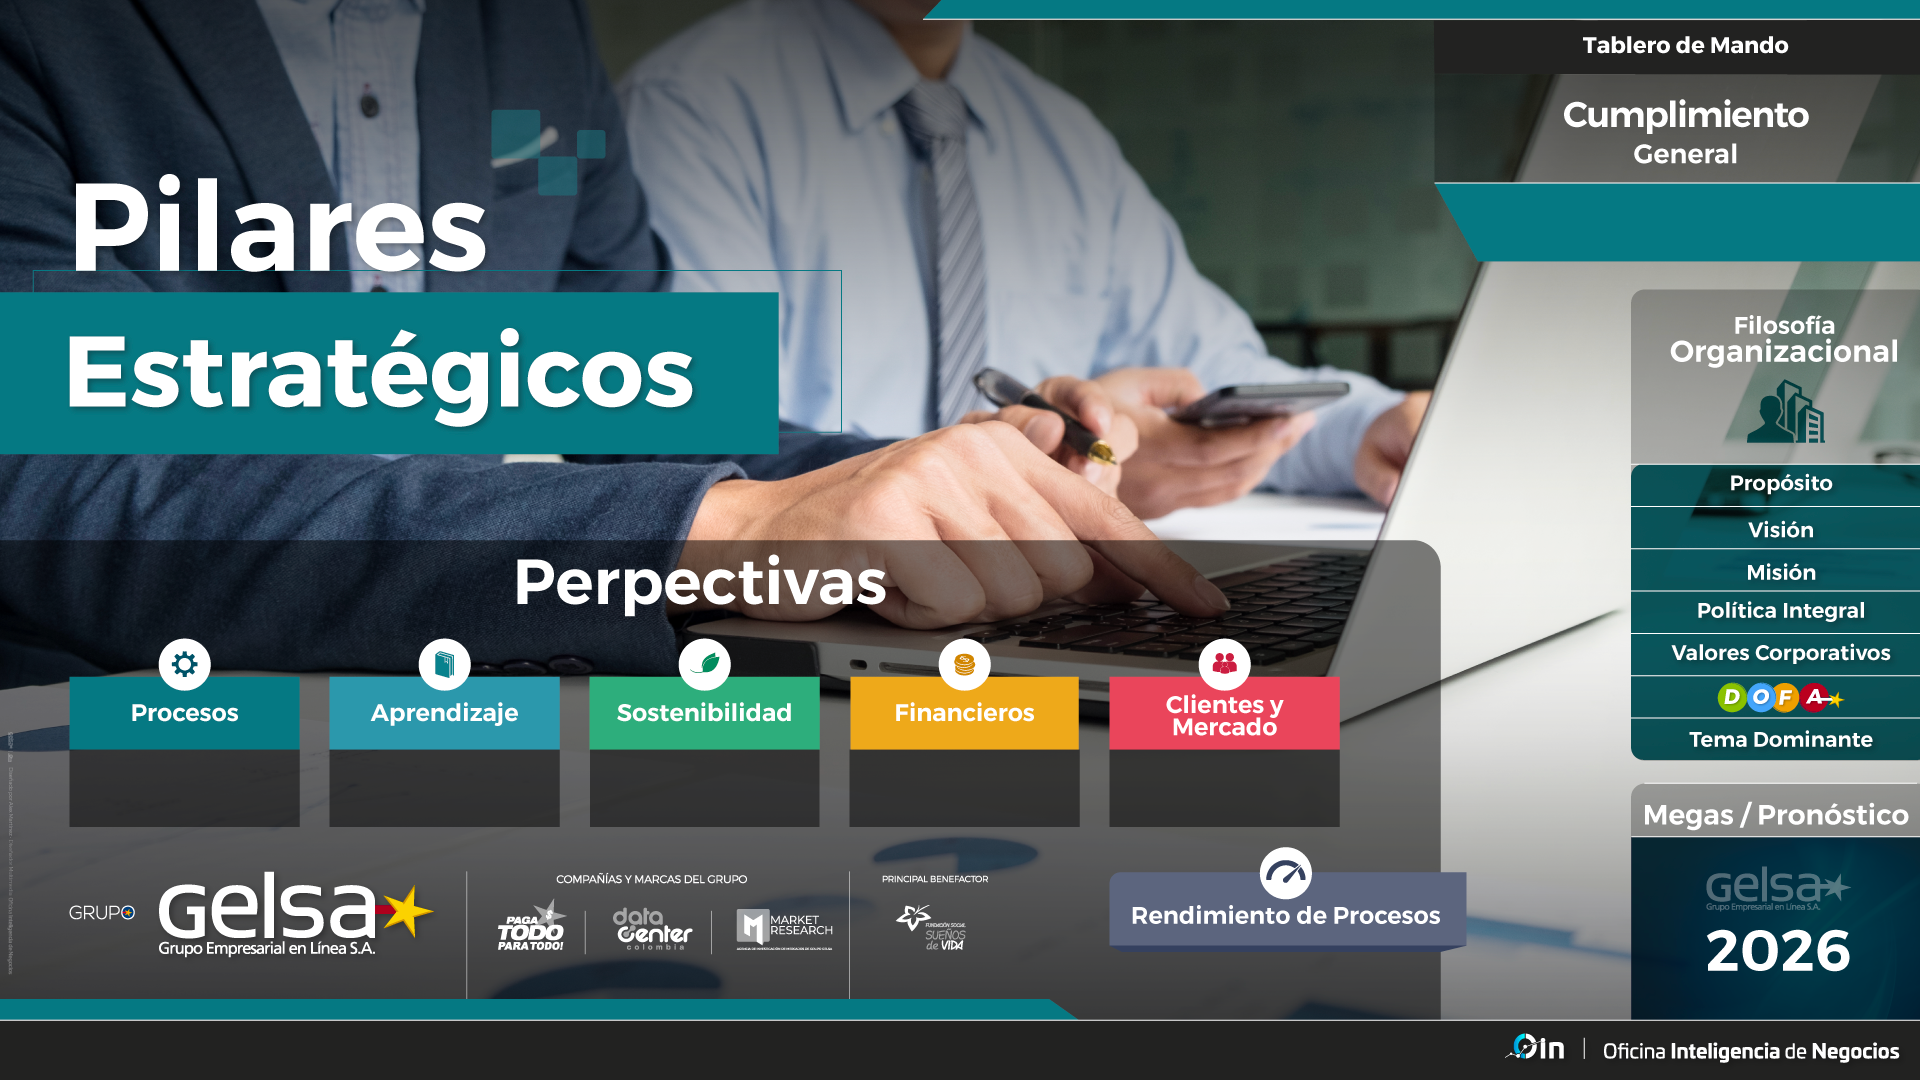 Tablero de Mando
Cumplimiento
General
Pilares
Estratégicos
Filosofía
Organizacional
Propósito
Visión
Misión
Política Integral
Valores Corporativos
DOFA
Tema Dominante
Megas / Pronóstico
Gelsa
Grupo Empresarial en Línea S.A.
2026
Perpectivas
Procesos
Aprendizaje
Sostenibilidad
Financieros
Clientes y
Mercado
Rendimiento de Procesos
GRUPO
Gelsa
Grupo Empresarial en Línea S.A.
COMPAÑÍAS Y MARCAS DEL GRUPO
PAGA
TODO
PARA TODO!
data
center
colombia
M
MARKET
RESEARCH
PRINCIPAL BENEFACTOR
FUNDACIÓN SOCIAL
SUEÑOS
de VIDA
Oin
Oficina Inteligencia de Negocios